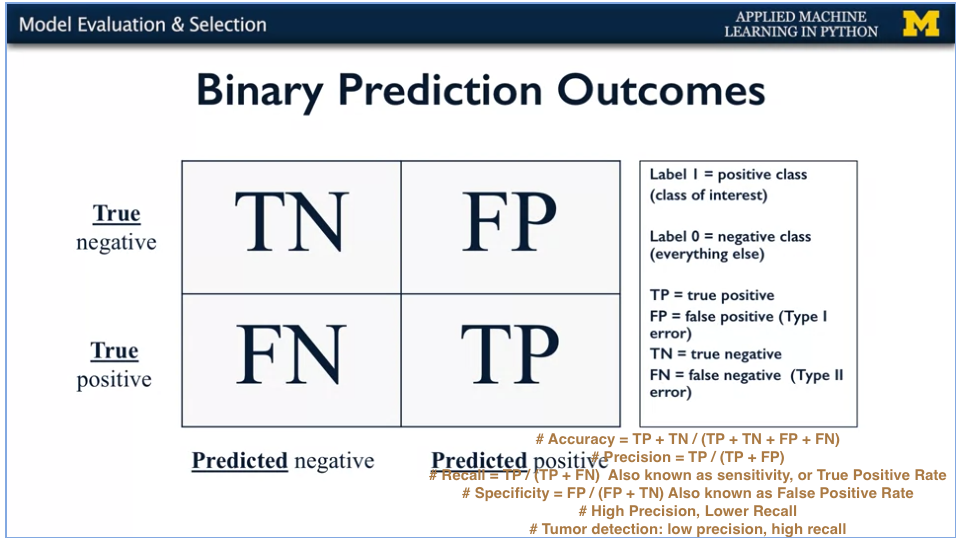 Model Evaluation & Selection
APPLIED MACHINE
LEARNING IN PYTHON
M
Binary Prediction Outcomes
True
negative
TN
FP
True
positive
FN
TP
Predicted negative
Predicted positive
Label 1 = positive class
(class of interest)
Label 0 = negative class
(everything else)
TP = true positive
FP = false positive (Type I
error)
TN = true negative
FN = false negative (Type II
error)
# Accuracy = TP + TN / (TP + TN + FP + FN)
# Precision = TP / (TP + FP)
# Recall = TP / (TP + FN) Also known as sensitivity, or True Positive Rate
# Specificity = FP / (FP + TN) Also known as False Positive Rate
# High Precision, Lower Recall
# Tumor detection: low precision, high recall